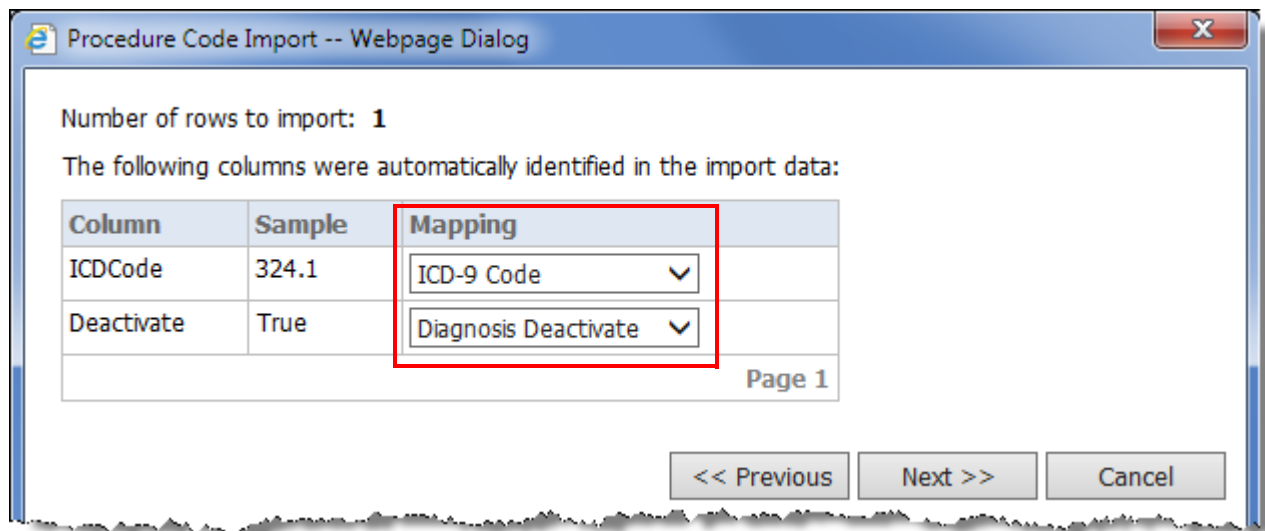 Procedure Code Import -- Webpage Dialog
x
Number of rows to import: 1
The following columns were automatically identified in the import data:
Column Sample Mapping
ICDCode 324.1 ICD-9 Code
Deactivate True Diagnosis Deactivate
Page 1
<< Previous Next >> Cancel